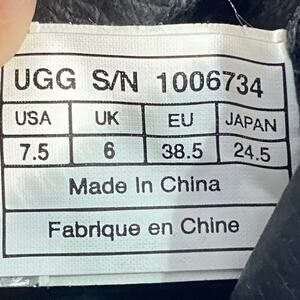 UGG S/N 1006734
USA UK EU JAPAN
7.5 6 38.5 24.5
Made In China
Fabrique en Chine